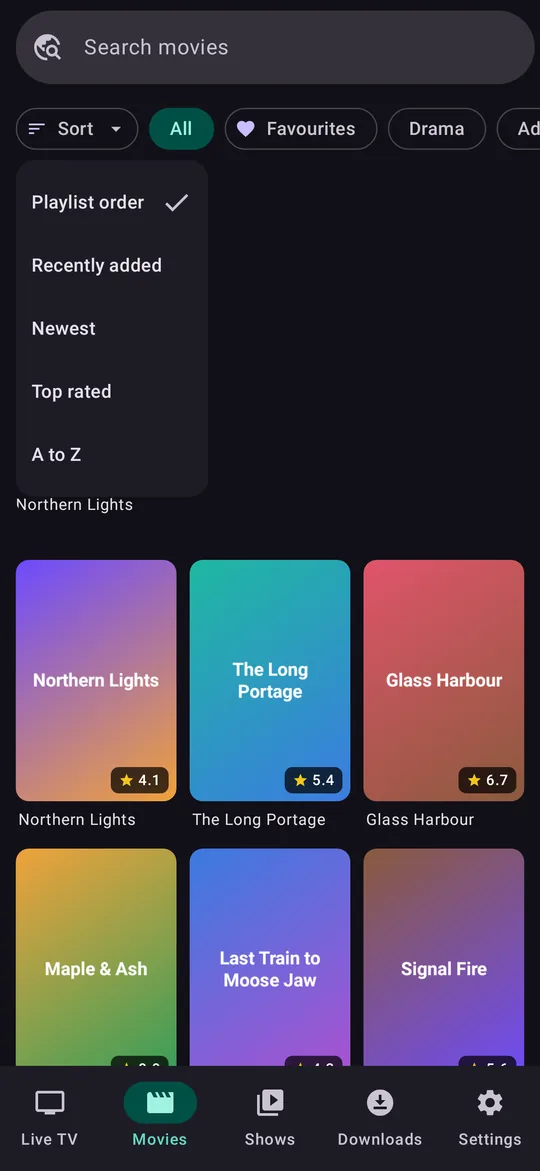 Search movies
Sort
All
Favourites
Drama
Playlist order
Recently added
Newest
Top rated
A to Z
Northern Lights
Northern Lights
The Long
Portage
Glass Harbour
4.1
5.4
6.7
Northern Lights
The Long Portage
Glass Harbour
Maple & Ash
Last Train to
Moose Jaw
Signal Fire
Live TV
Movies
Shows
Downloads
Settings